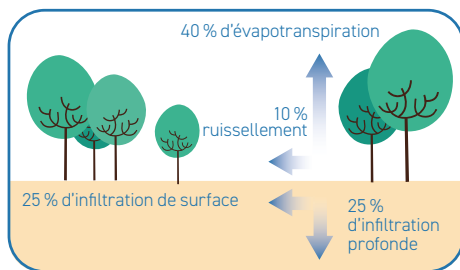 40 % d'évapotranspiration
10 %
ruissellement
25 % d'infiltration de surface
25 %
d'infiltration
profonde